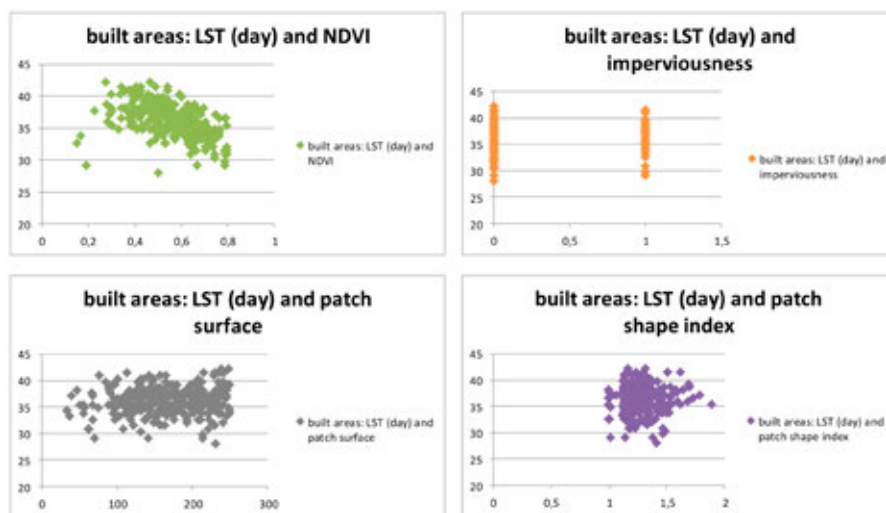 built areas: LST (day) and NDVI
45
40
35
30
25
20
0 0,2 0,4 0,6 0,8 1
built areas: LST (day) and
NDVI
built areas: LST (day) and
imperviousness
45
40
35
30
25
20
0 0,5 1 1,5
built areas: LST (day) and
imperviousness
built areas: LST (day) and patch
surface
45
40
35
30
25
20
0 100 200 300
built areas: LST (day) and
patch surface
built areas: LST (day) and patch
shape index
45
40
35
30
25
20
0 0,5 1 1,5 2
built areas: LST (day) and
patch shape index